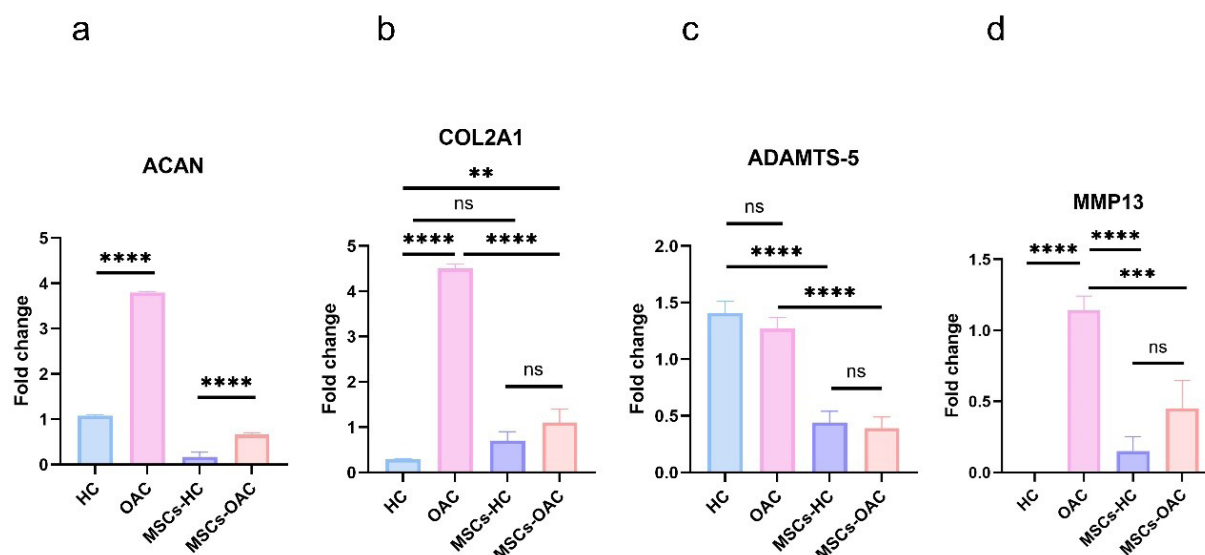 a
b
c
d
ACAN
****
****
5
4
3
2
1
0
Fold change
HC
OAC
MSCs-HC
MSCs-OAC
COL2A1
**
ns
****
****
ns
5
4
3
2
1
0
Fold change
HC
OAC
MSCs-HC
MSCs-OAC
ADAMTS-5
ns
****
****
ns
2.0
1.5
1.0
0.5
0.0
Fold change
HC
OAC
MSCs-HC
MSCs-OAC
MMP13
****
****
***
ns
1.5
1.0
0.5
0.0
Fold change
HC
OAC
MSCs-HC
MSCs-OAC